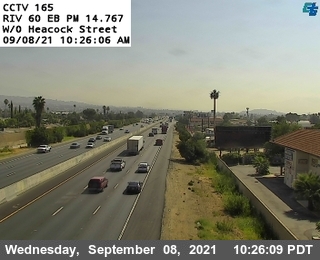 CCTV 165
RIV 60 EB PM 14.767
W/O Heacock Street
09/08/21 10:26:06 AM
Wednesday, September 08, 2021 10:26:09 PDT